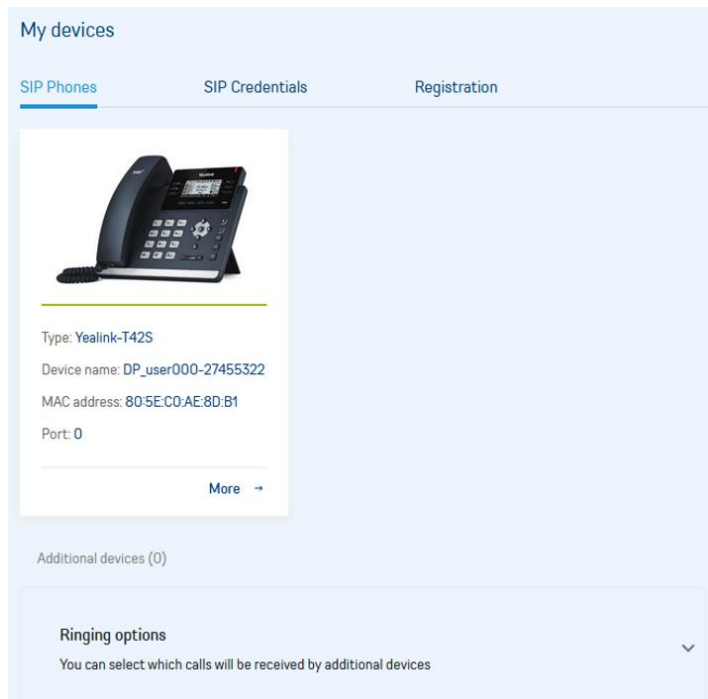 My devices
SIP Phones SIP Credentials Registration
Yealink
Type: Yealink-T42S
Device name: DP_user000-27455322
MAC address: 80:5E:C0:AE:8D:B1
Port: 0
More →
Additional devices (0)
Ringing options
You can select which calls will be received by additional devices